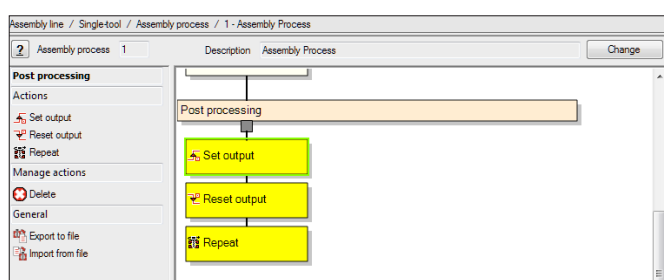 Assembly line / Single-tool / Assembly process / 1 - Assembly Process
? Assembly process 1 Description Assembly Process Change
Post processing
Actions
Set output
Reset output
Repeat
Manage actions
Delete
General
Export to file
Import from file
Post processing
Set output
Reset output
Repeat